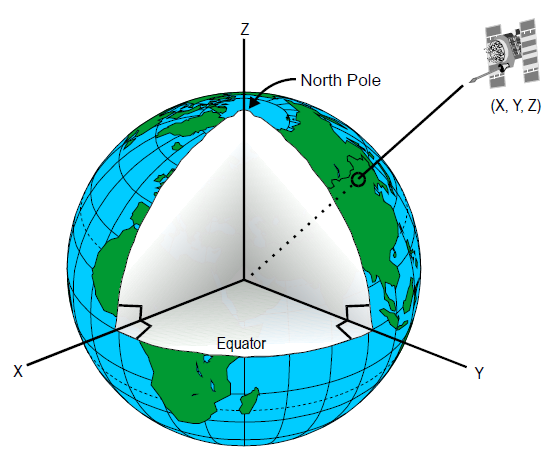 Z
North Pole
(X, Y, Z)
Equator
X
Y